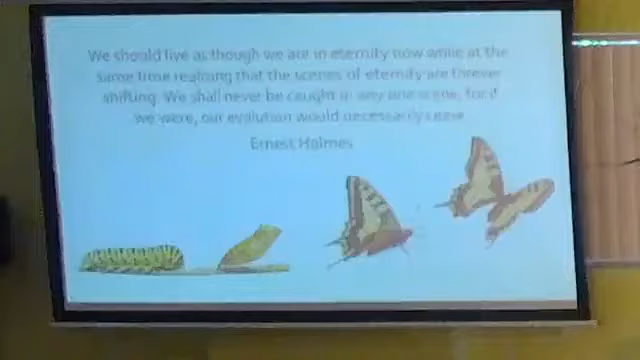 We should live as though we are in eternity now while at the
same time realizing that the scenes of eternity are forever
shifting. We shall never be caught in any one scene, for if
we were, our evolution would necessarily cease.
Ernest Holmes